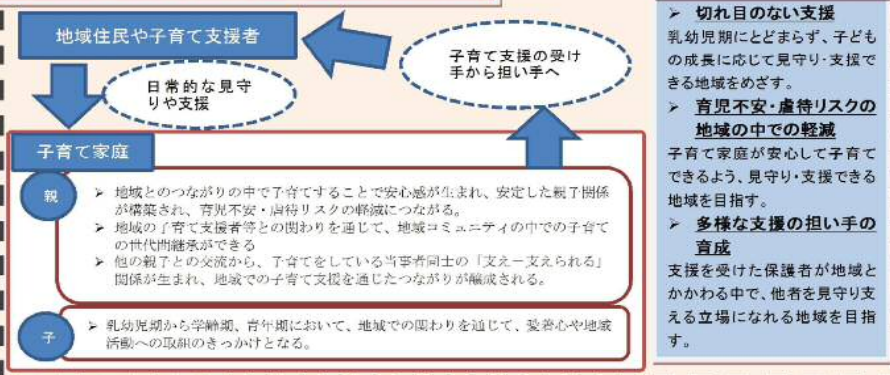 地域住民や子育て支援者
日常的な見守
りや支援
子育て支援の受け
手から担い手へ
子育て家庭
親
➢ 地域とのつながりの中で子育てすることで安心感が生まれ、安定した親子関係
が構築され、育児不安・虐待リスクの軽減につながる。
➢ 地域の子育て支援者等との関わりを通じて、地域コミュニティの中での子育て
の世代間継承ができる
➢ 他の親子との交流から、子育てをしている当事者同士の「支え－支えられる」
関係が生まれ、地域での子育て支援を通じたつながりが醸成される。
子
➢ 乳幼児期から学齢期、青年期において、地域での関わりを通じて、愛着心や地域
活動への取組のきっかけとなる。
➢ 切れ目のない支援
乳幼児期にとどまらず、子ども
の成長に応じて見守り・支援で
きる地域をめざす。
➢ 育児不安・虐待リスクの
地域の中での軽減
子育て家庭が安心して子育て
できるよう、見守り・支援できる
地域を目指す。
➢ 多様な支援の担い手の
育成
支援を受けた保護者が地域と
かかわる中で、他者を見守り支
える立場になれる地域を目指
す。